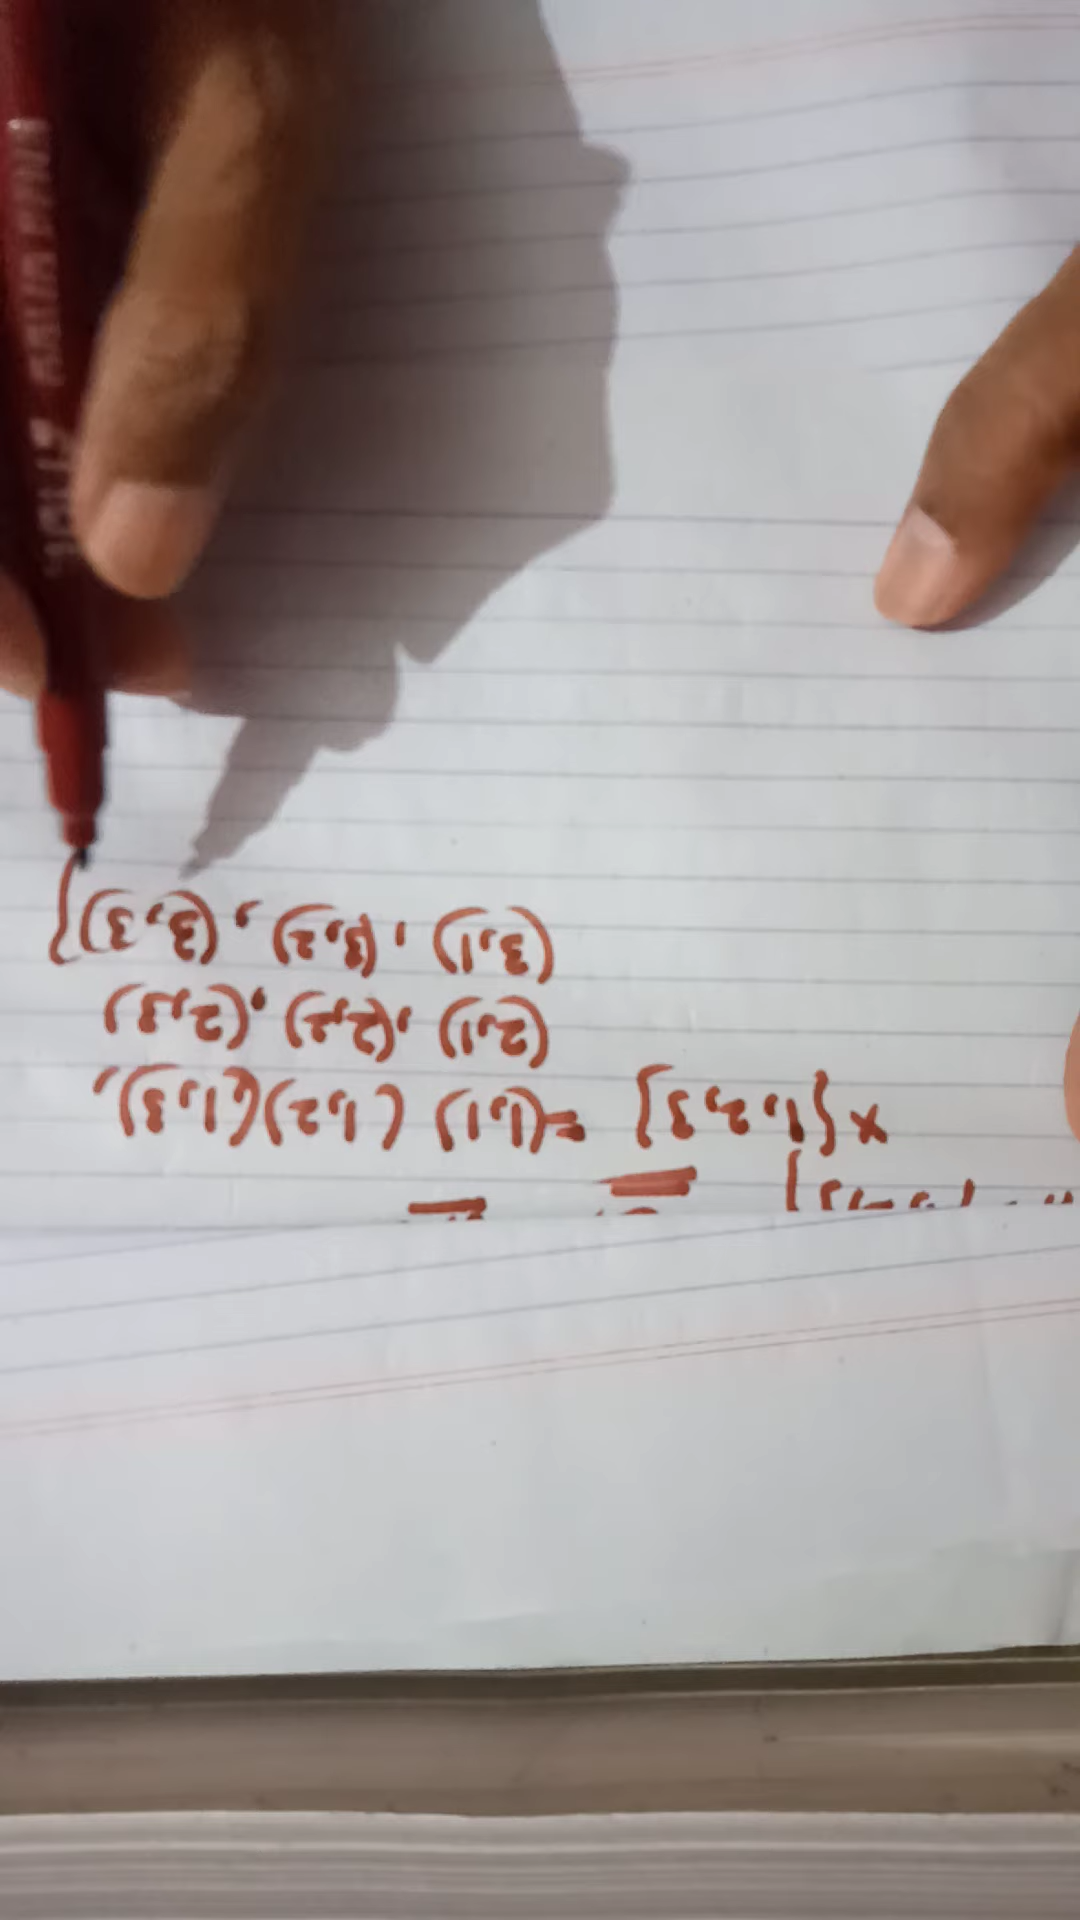 x {1,2,3} = (1,1) (1,2) (1,3),
(2,1), (2,2), (2,3)
(3,1), (3,2), (3,3)}